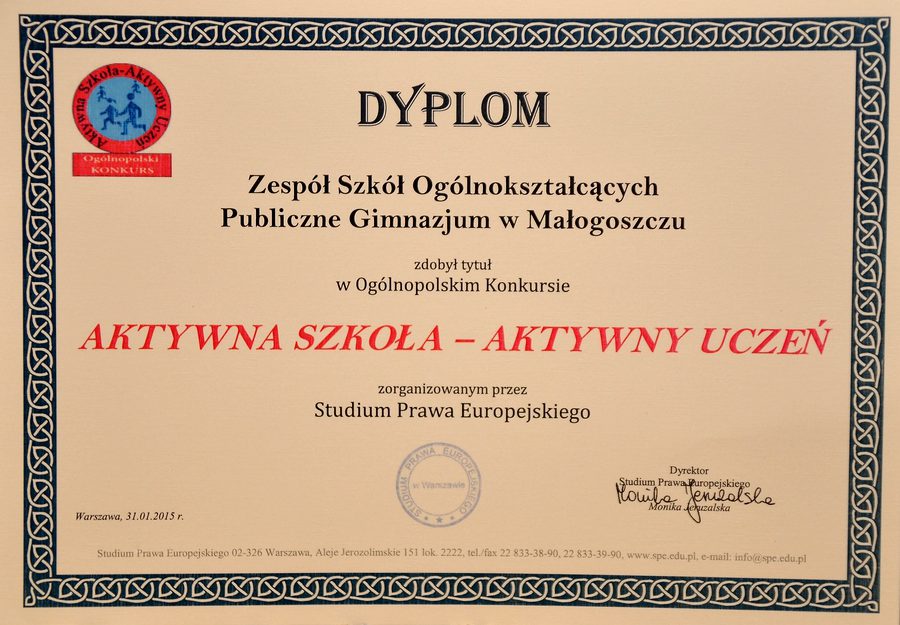 Aktywna Szkoła-Aktywny Uczeń
Ogólnopolski
KONKURS
DYPLOM
Zespół Szkół Ogólnokształcących
Publiczne Gimnazjum w Małogoszczu
zdobył tytuł
w Ogólnopolskim Konkursie
AKTYWNA SZKOŁA – AKTYWNY UCZEŃ
zorganizowanym przez
Studium Prawa Europejskiego
STUDIUM PRAWA EUROPEJSKIEGO
w Warszawie
Dyrektor
Studium Prawa Europejskiego
Monika Jeruzalska
Monika Jeruzalska
Warszawa, 31.01.2015 r.
Studium Prawa Europejskiego 02-326 Warszawa, Aleje Jerozolimskie 151 lok. 2222, tel./fax 22 833-38-90, 22 833-39-90, www.spe.edu.pl, e-mail: info@spe.edu.pl